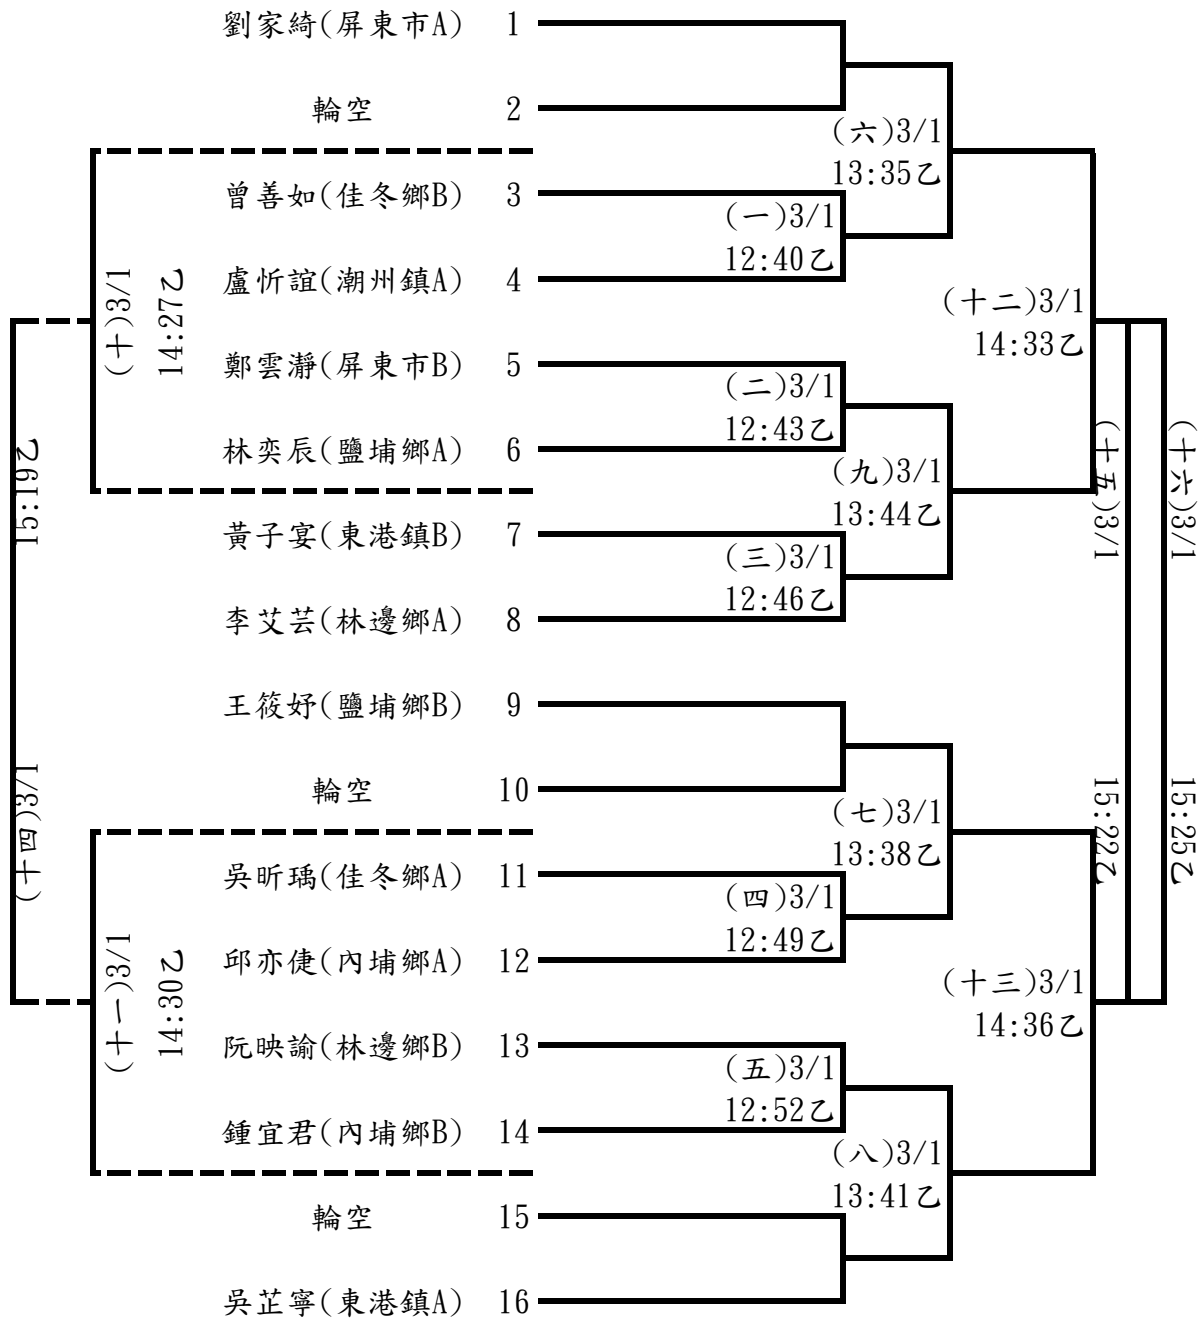 劉家綺(屏東市A) 1
輪空 2
(六)3/1
13:35乙
曾善如(佳冬鄉B) 3
(一)3/1
12:40乙
盧忻誼(潮州鎮A) 4
(十)3/1
14:27乙
(十二)3/1
14:33乙
鄭雲瀞(屏東市B) 5
(二)3/1
12:43乙
林奕辰(鹽埔鄉A) 6
(九)3/1
13:44乙
黃子宴(東港鎮B) 7
(三)3/1
12:46乙
李艾芸(林邊鄉A) 8
(十四)3/1
15:19乙
(十五)3/1
15:22乙
(十六)3/1
15:25乙
王筱妤(鹽埔鄉B) 9
輪空 10
(七)3/1
13:38乙
吳昕瑀(佳冬鄉A) 11
(四)3/1
12:49乙
邱亦倢(內埔鄉A) 12
(十一)3/1
14:30乙
(十三)3/1
14:36乙
阮映諭(林邊鄉B) 13
(五)3/1
12:52乙
鍾宜君(內埔鄉B) 14
(八)3/1
13:41乙
輪空 15
吳芷寧(東港鎮A) 16